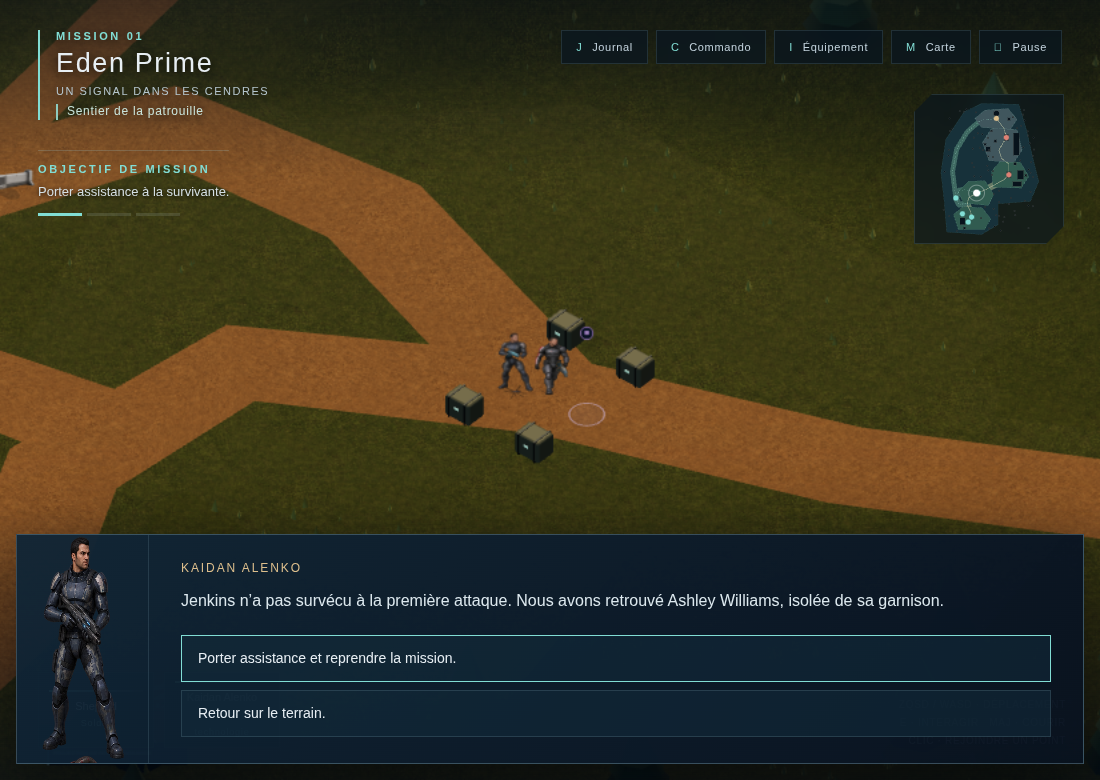 MISSION 01
Eden Prime
UN SIGNAL DANS LES CENDRES
Sentier de la patrouille
J Journal
C Commando
I Équipement
M Carte
Pause
OBJECTIF DE MISSION
Porter assistance à la survivante.
KAIDAN ALENKO
Jenkins n’a pas survécu à la première attaque. Nous avons retrouvé Ashley Williams, isolée de sa garnison.
Porter assistance et reprendre la mission.
Retour sur le terrain.